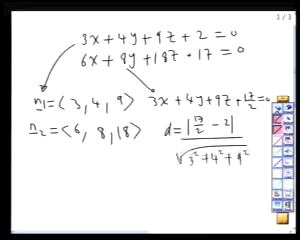 3/3
3x + 4y + 9z + 2 = 0
6x + 8y + 18z + 17 = 0
n1 = ⟨3, 4, 9⟩ 3x + 4y + 9z + 17/2 = 0
n2 = ⟨6, 8, 18⟩ d = |17/2 - 2| / √(3² + 4² + 9²)